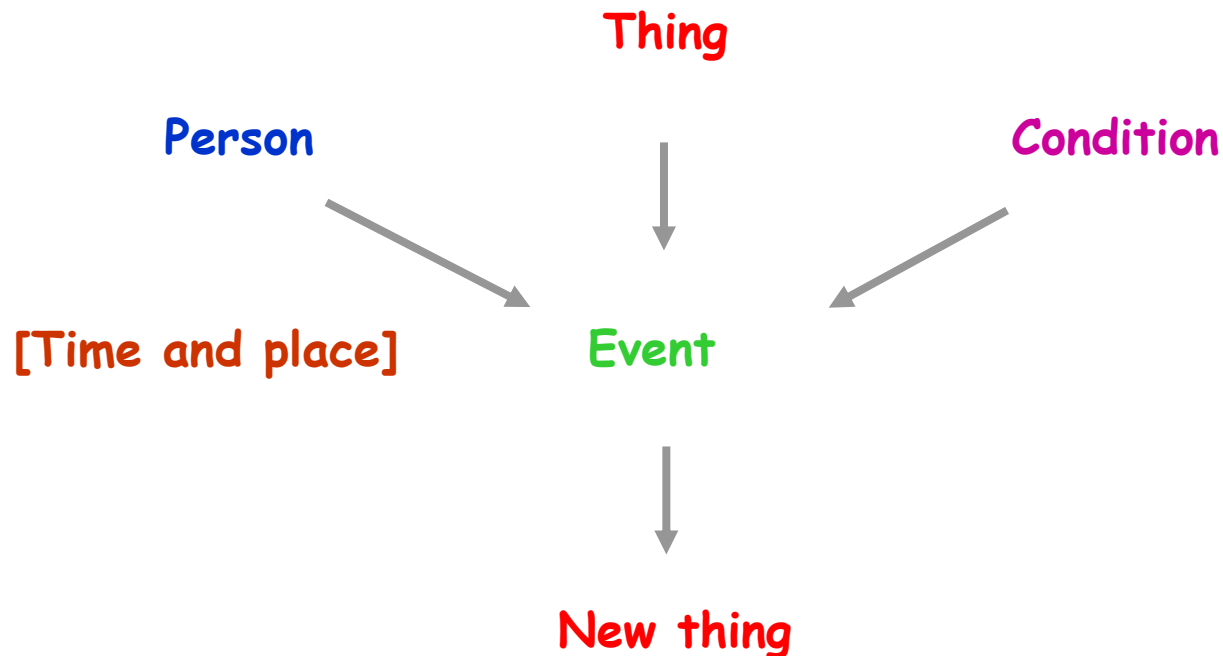 Thing
Person
Condition
[Time and place]
Event
New thing